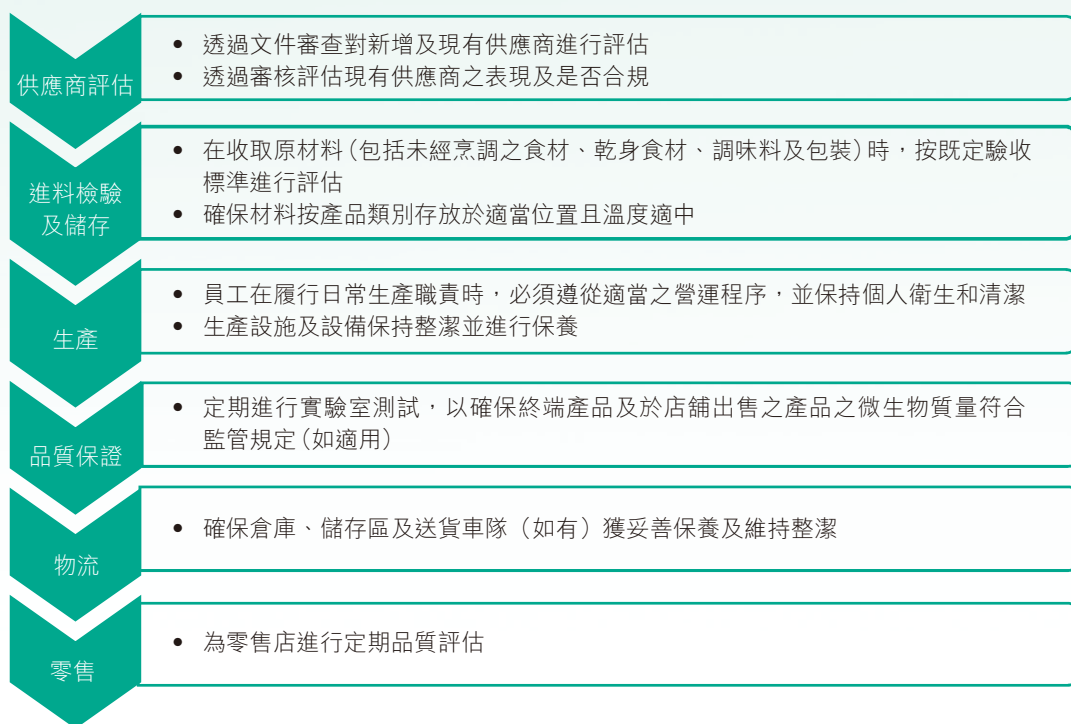 供應商評估
• 透過文件審查對新增及現有供應商進行評估
• 透過審核評估現有供應商之表現及是否合規
進料檢驗
及儲存
• 在收取原材料(包括未經烹調之食材、乾身食材、調味料及包裝)時，按既定驗收
標準進行評估
• 確保材料按產品類別存放於適當位置且溫度適中
生產
• 員工在履行日常生產職責時，必須遵從適當之營運程序，並保持個人衛生和清潔
• 生產設施及設備保持整潔並進行保養
品質保證
• 定期進行實驗室測試，以確保終端產品及於店舖出售之產品之微生物質量符合
監管規定(如適用)
物流
• 確保倉庫、儲存區及送貨車隊（如有）獲妥善保養及維持整潔
零售
• 為零售店進行定期品質評估